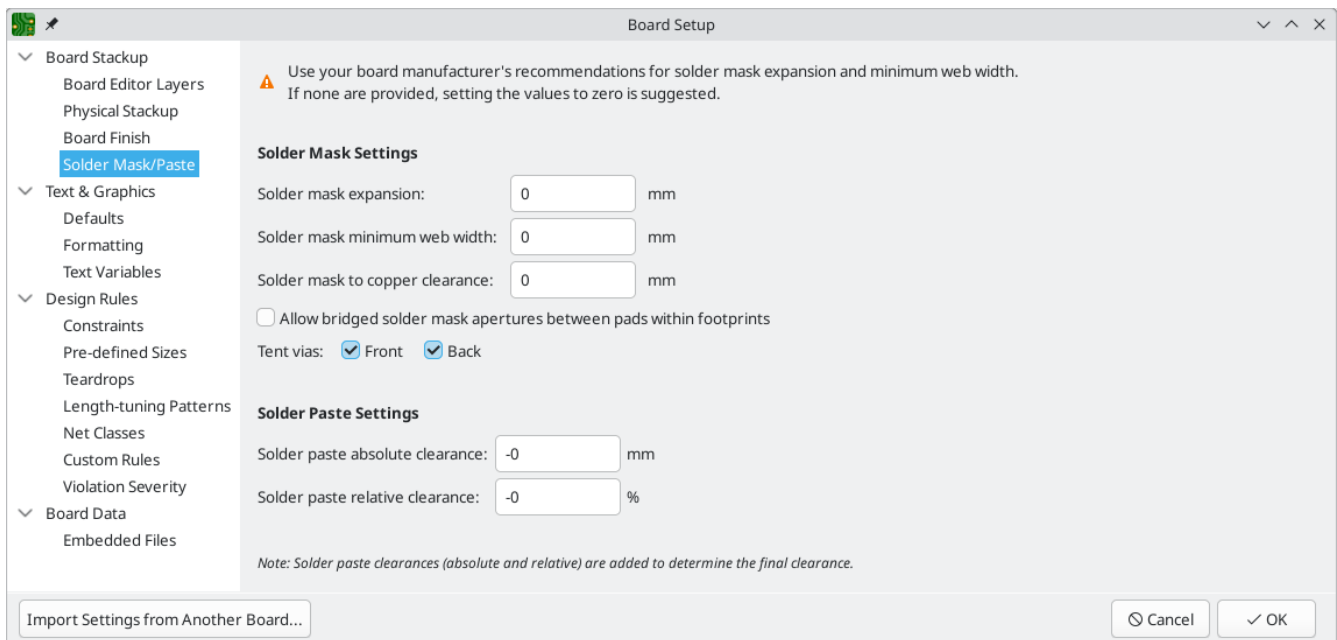 Board Setup
Board Stackup
Board Editor Layers
Physical Stackup
Board Finish
Solder Mask/Paste
Text & Graphics
Defaults
Formatting
Text Variables
Design Rules
Constraints
Pre-defined Sizes
Teardrops
Length-tuning Patterns
Net Classes
Custom Rules
Violation Severity
Board Data
Embedded Files
Use your board manufacturer's recommendations for solder mask expansion and minimum web width.
If none are provided, setting the values to zero is suggested.
Solder Mask Settings
Solder mask expansion: 0 mm
Solder mask minimum web width: 0 mm
Solder mask to copper clearance: 0 mm
Allow bridged solder mask apertures between pads within footprints
Tent vias: Front Back
Solder Paste Settings
Solder paste absolute clearance: -0 mm
Solder paste relative clearance: -0 %
Note: Solder paste clearances (absolute and relative) are added to determine the final clearance.
Import Settings from Another Board... Cancel OK